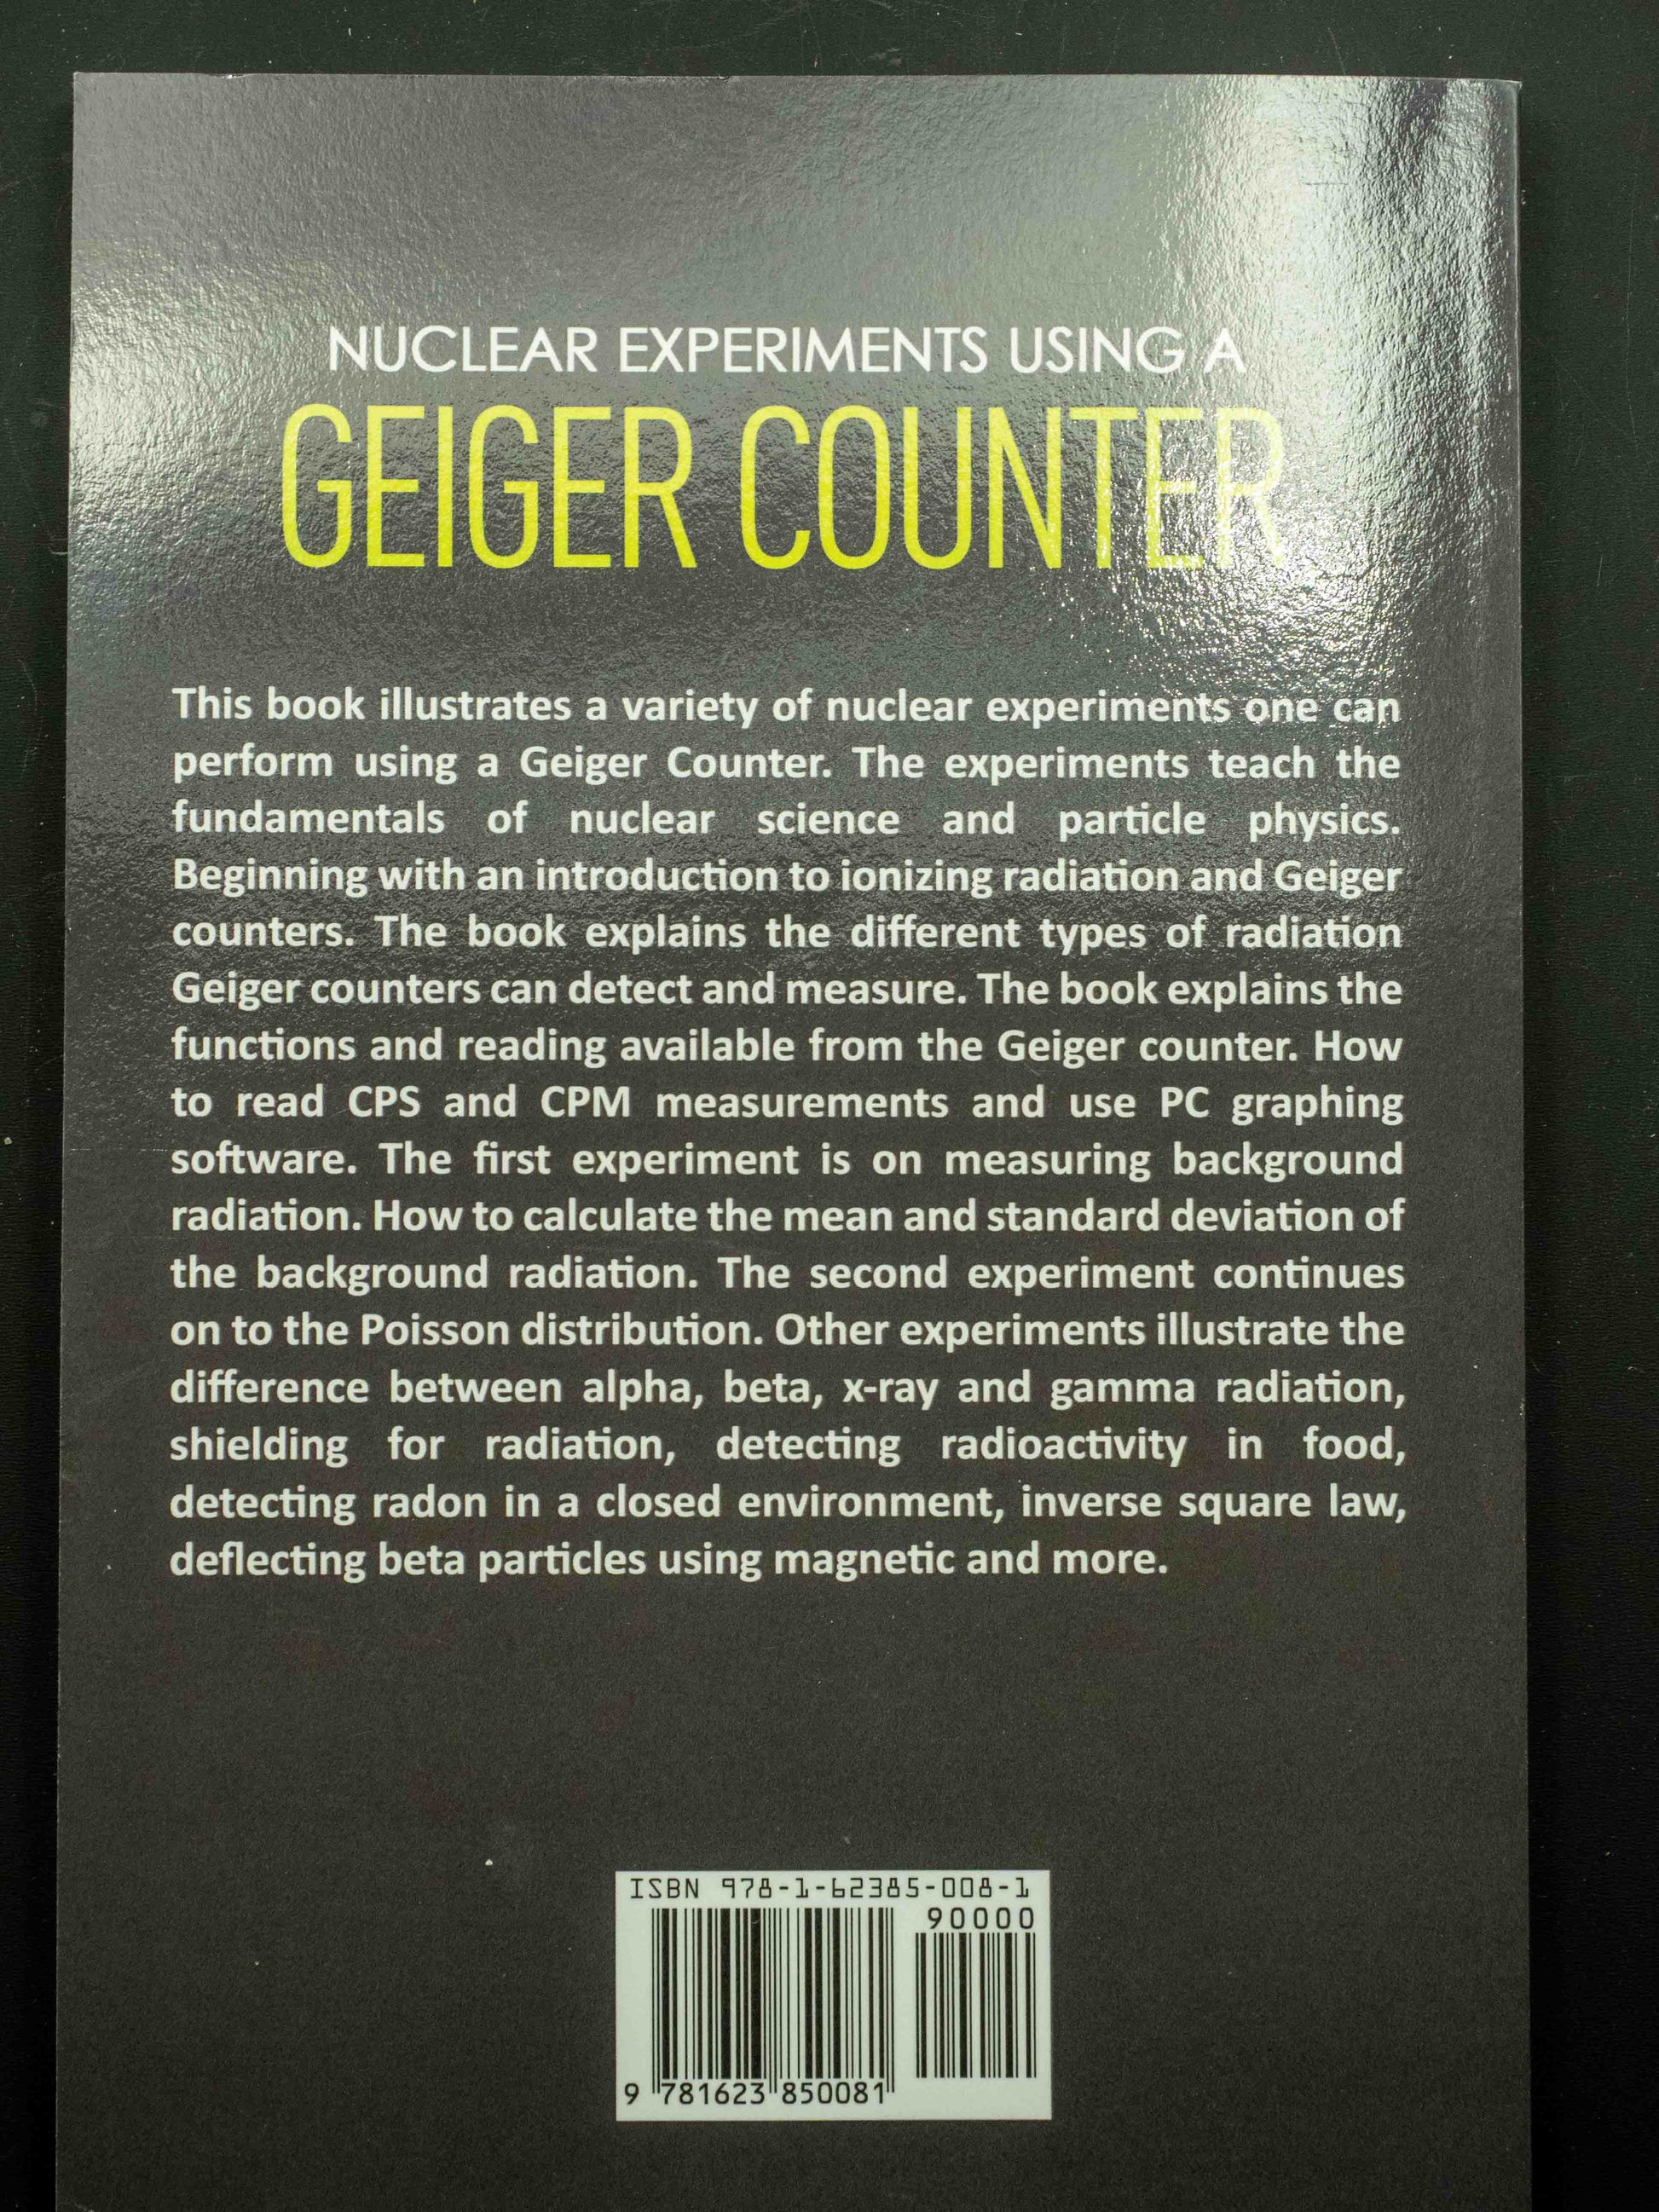 NUCLEAR EXPERIMENTS USING A
GEIGER COUNTER
This book illustrates a variety of nuclear experiments one can
perform using a Geiger Counter. The experiments teach the
fundamentals of nuclear science and particle physics.
Beginning with an introduction to ionizing radiation and Geiger
counters. The book explains the different types of radiation
Geiger counters can detect and measure. The book explains the
functions and reading available from the Geiger counter. How
to read CPS and CPM measurements and use PC graphing
software. The first experiment is on measuring background
radiation. How to calculate the mean and standard deviation of
the background radiation. The second experiment continues
on to the Poisson distribution. Other experiments illustrate the
difference between alpha, beta, x-ray and gamma radiation,
shielding for radiation, detecting radioactivity in food,
detecting radon in a closed environment, inverse square law,
deflecting beta particles using magnetic and more.
ISBN 978-1-62385-008-1
90000
9 781623 850081